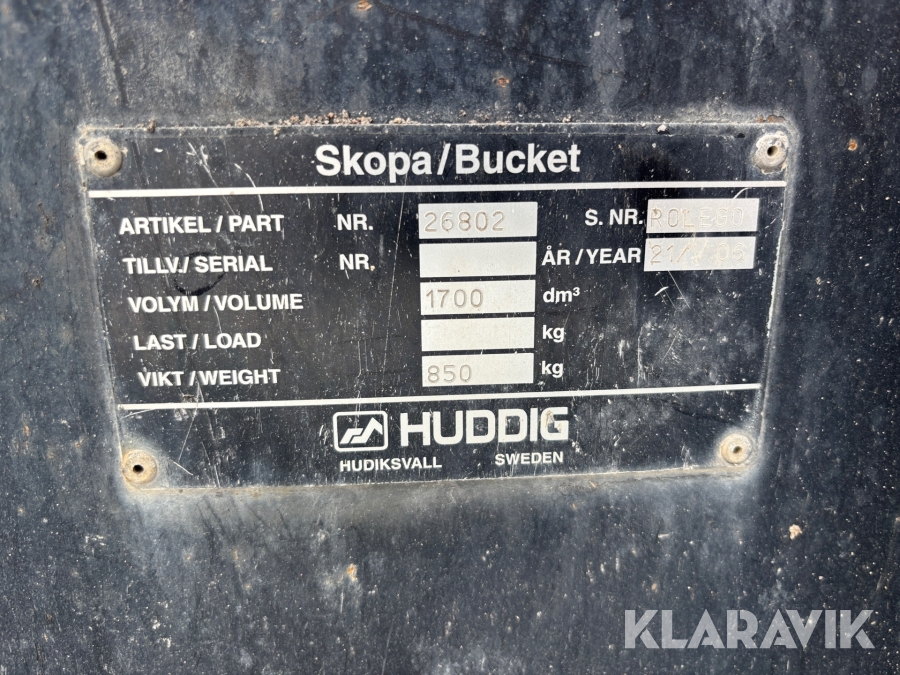 Skopa/Bucket
ARTIKEL/PART NR. 26802 S. NR.
TILLV./SERIAL NR. ÅR/YEAR
VOLYM/VOLUME 1700 dm³
LAST/LOAD kg
VIKT/WEIGHT 850 kg
HUDDIG
HUDIKSVALL SWEDEN
KLARAVIK